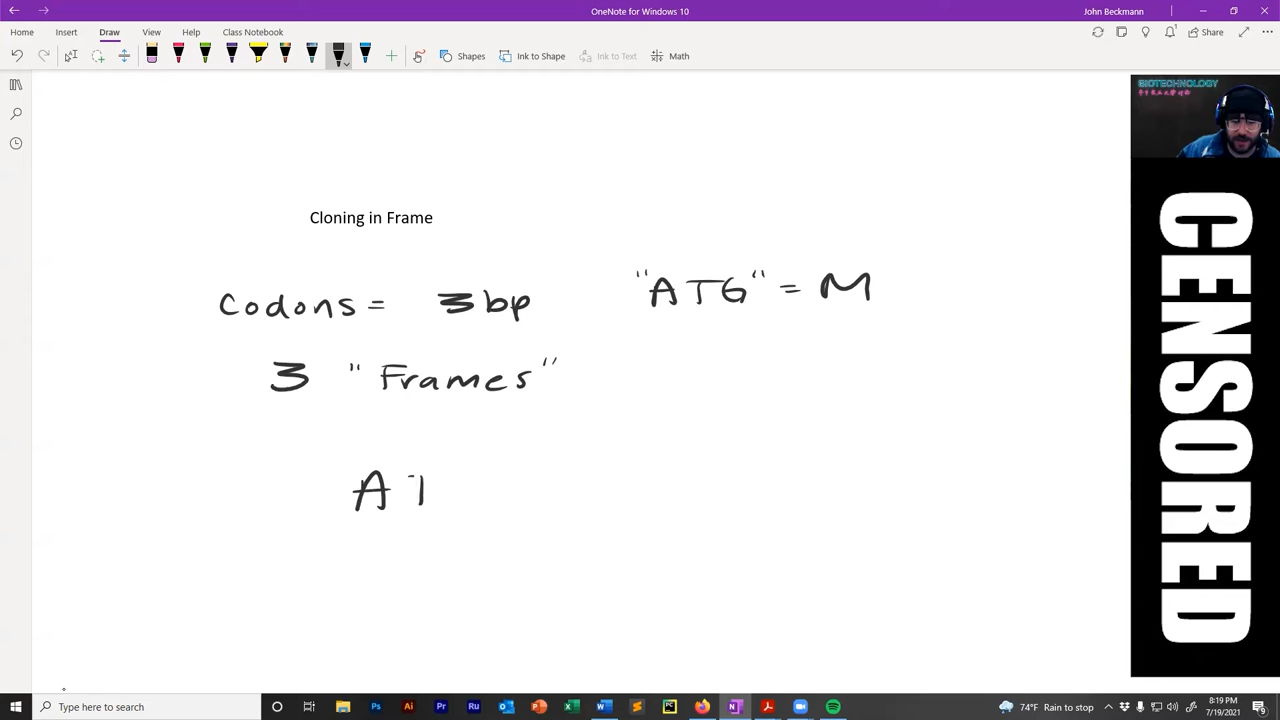 OneNote for Windows 10
John Beckmann
Home Insert Draw View Help Class Notebook
Share
Shapes Ink to Shape Ink to Text Math
BIOTECHNOLOGY
Cloning in Frame
Codons = 3bp "ATG" = M
3 "Frames"
A T
CENSORED
Type here to search
74°F Rain to stop
8:19 PM
7/19/2021